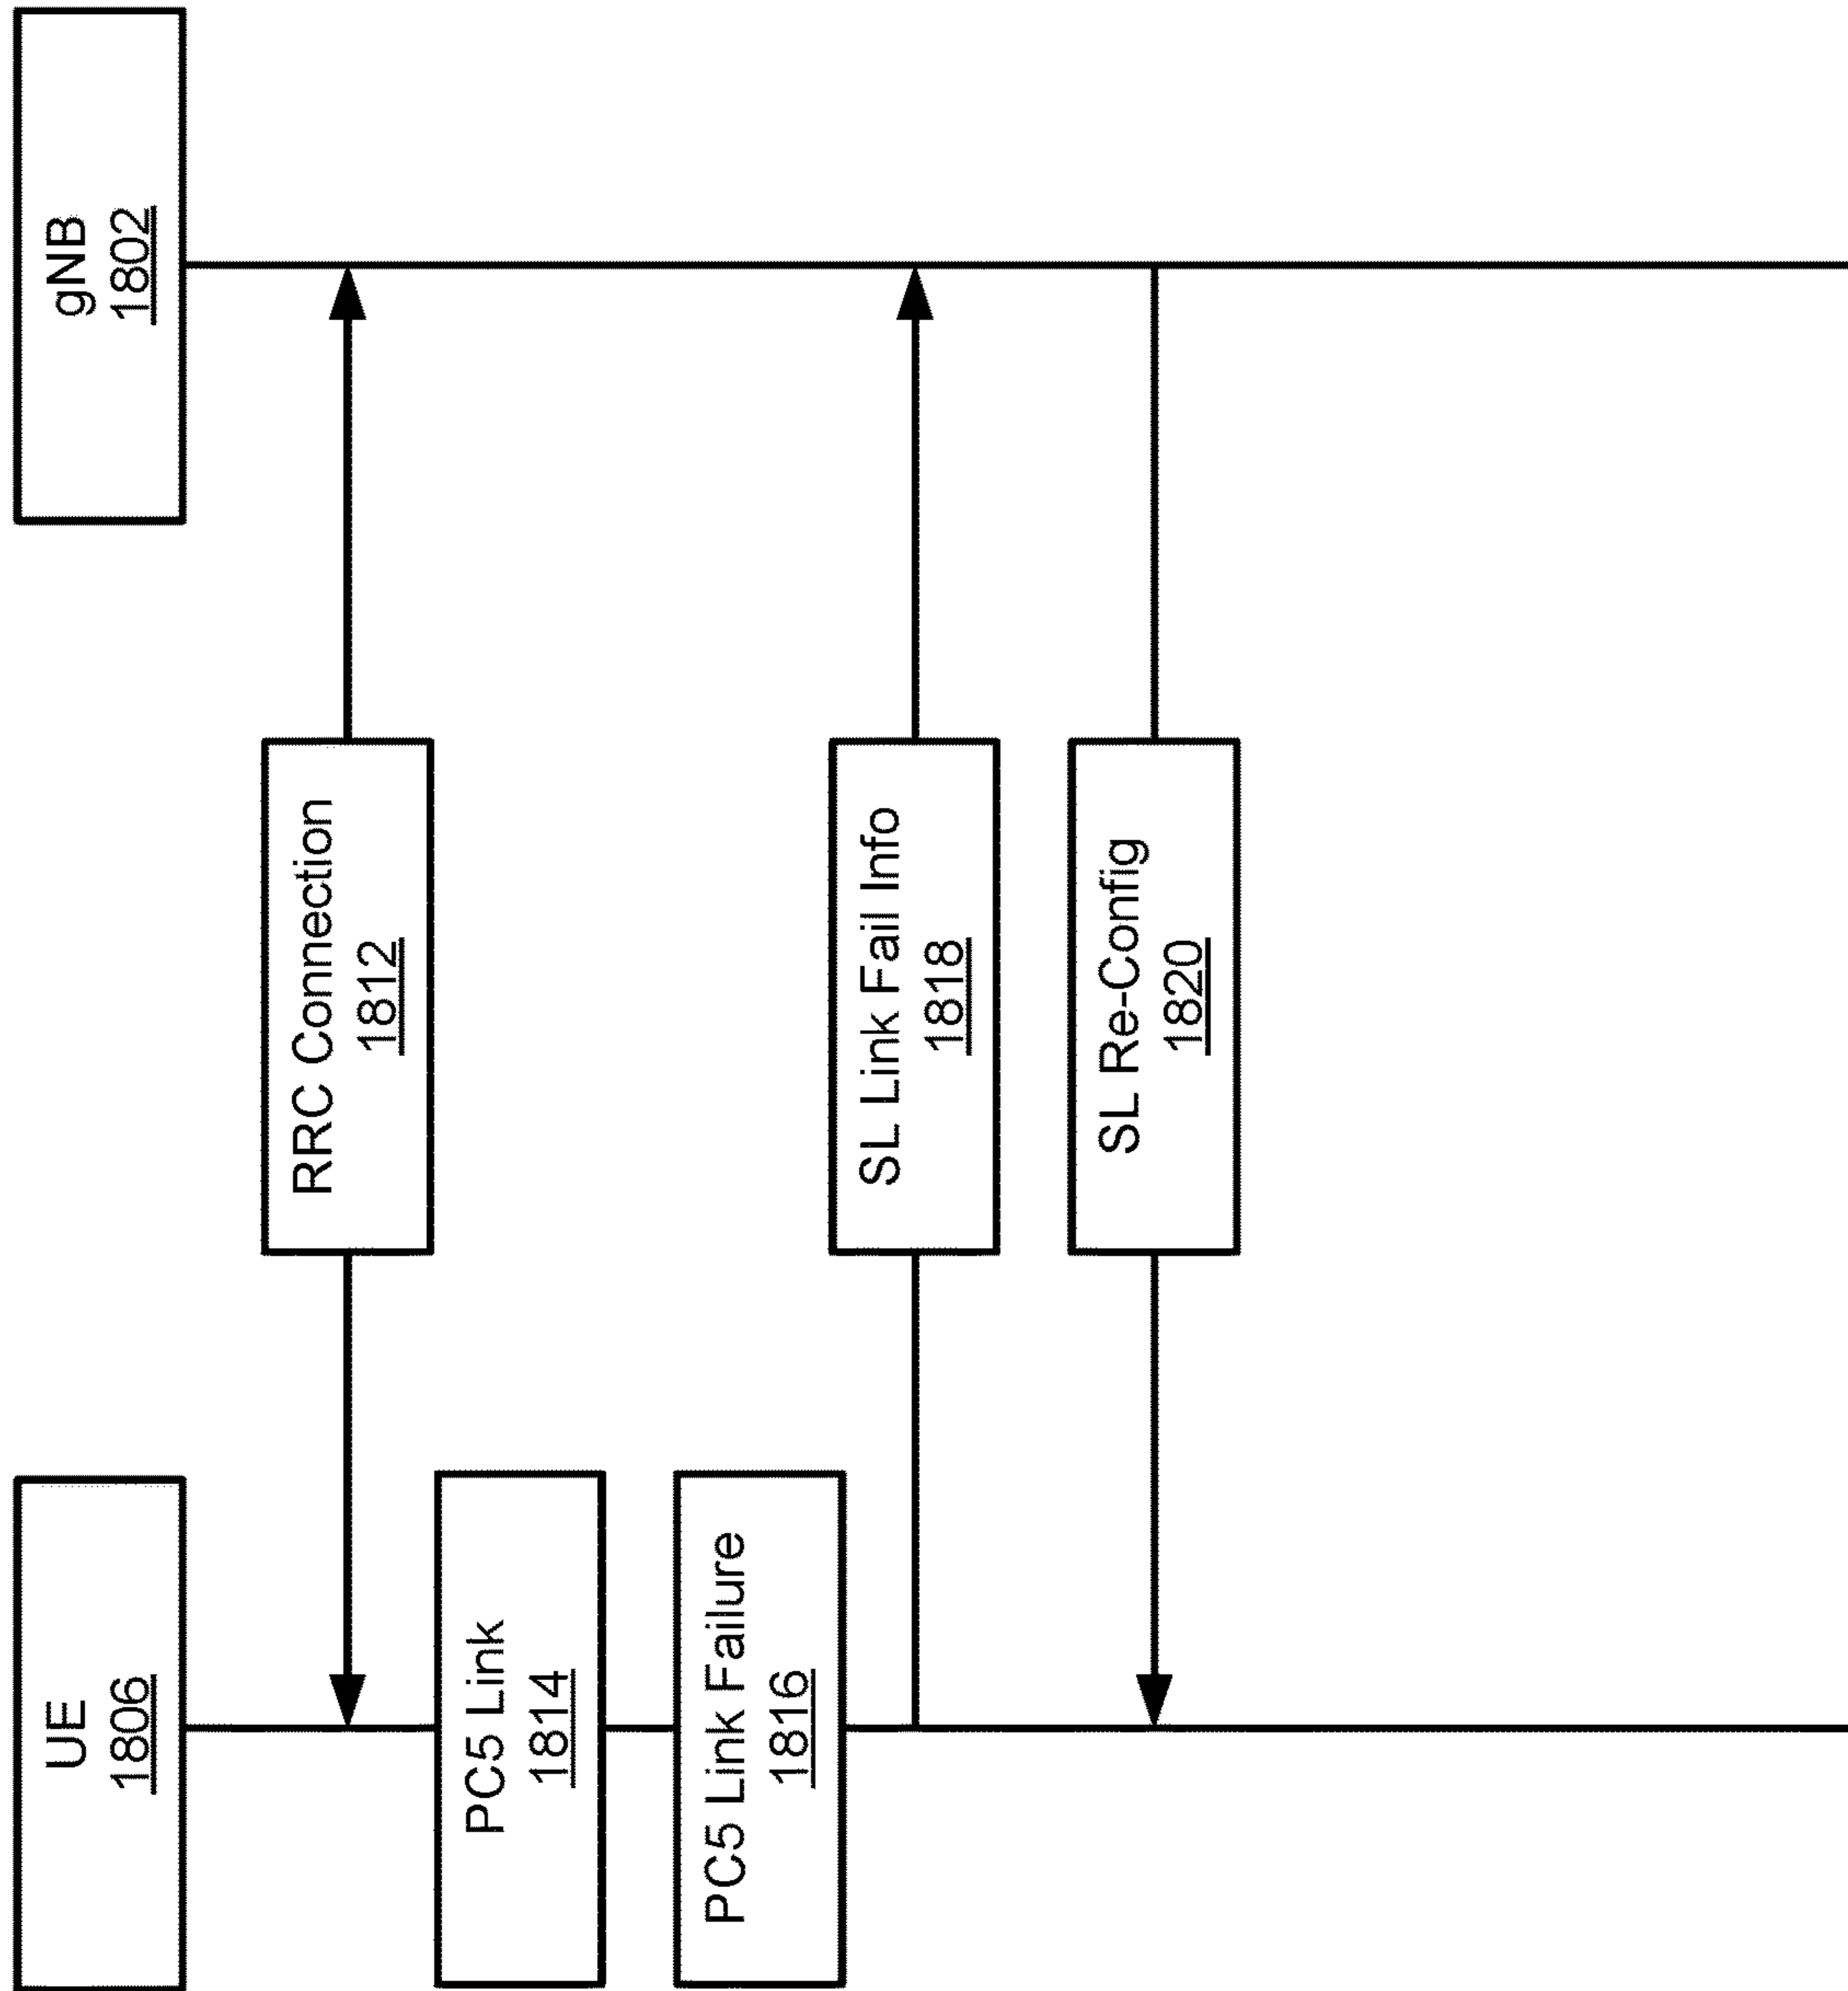 UE
1806
gNB
1802
RRC Connection
1812
PC5 Link
1814
PC5 Link Failure
1816
SL Link Fail Info
1818
SL Re-Config
1820